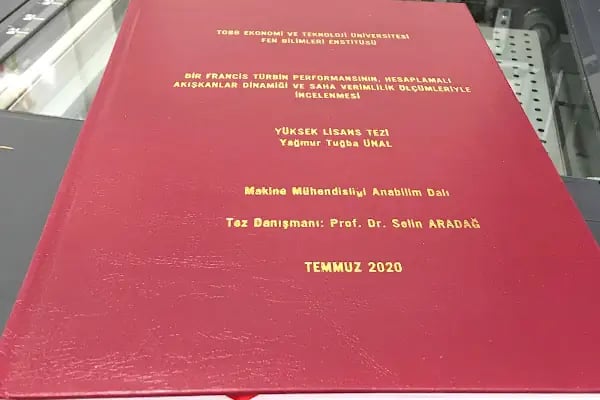 TOBB EKONOMİ VE TEKNOLOJİ ÜNİVERSİTESİ
FEN BİLİMLERİ ENSTİTÜSÜ
BİR FRANCIS TÜRBİN PERFORMANSININ, HESAPLAMALI
AKIŞKANLAR DİNAMİĞİ VE SAHA VERİMLİLİK ÖLÇÜMLERİYLE
İNCELENMESİ
YÜKSEK LİSANS TEZİ
Yağmur Tuğba ÜNAL
Makine Mühendisliği Anabilim Dalı
Tez Danışmanı: Prof. Dr. Selin ARADAĞ
TEMMUZ 2020